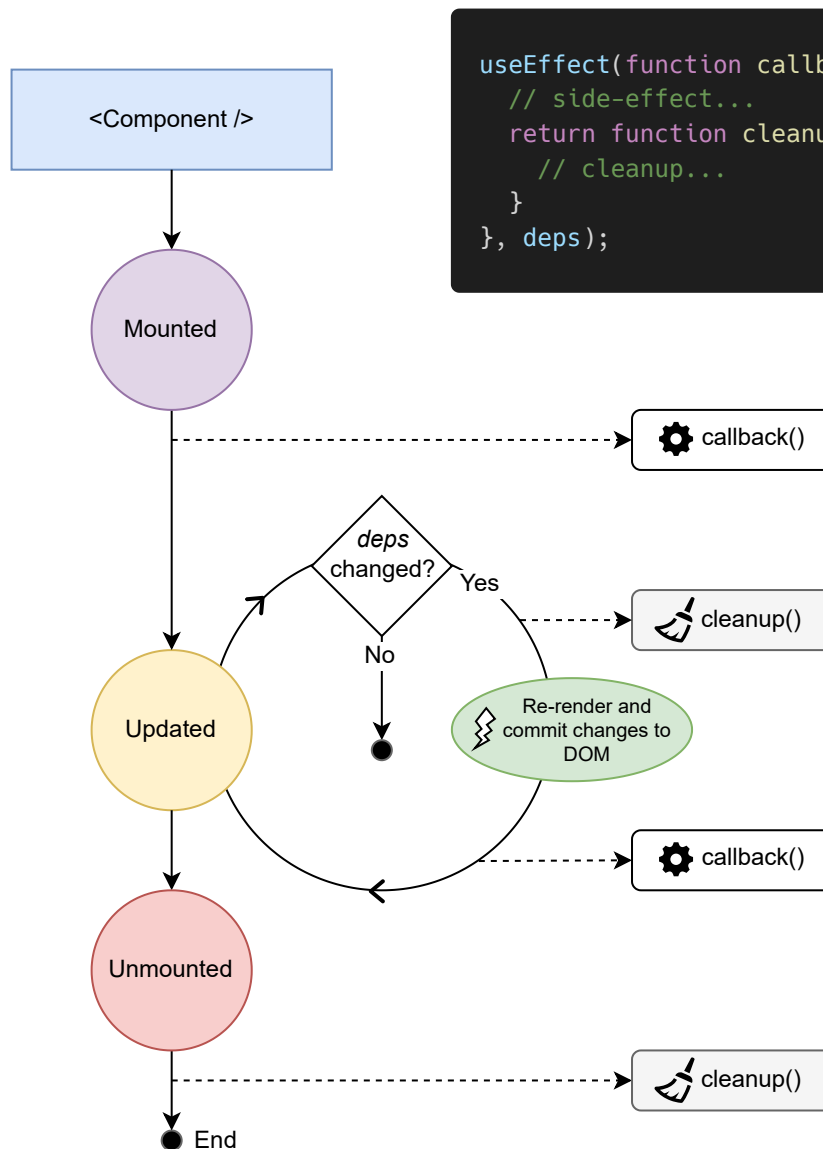 <Component />
useEffect(function callb
// side-effect...
return function cleanu
// cleanup...
}
}, deps);
Mounted
callback()
deps
changed?
Yes
cleanup()
No
Updated
Re-render and
commit changes to
DOM
callback()
Unmounted
cleanup()
End